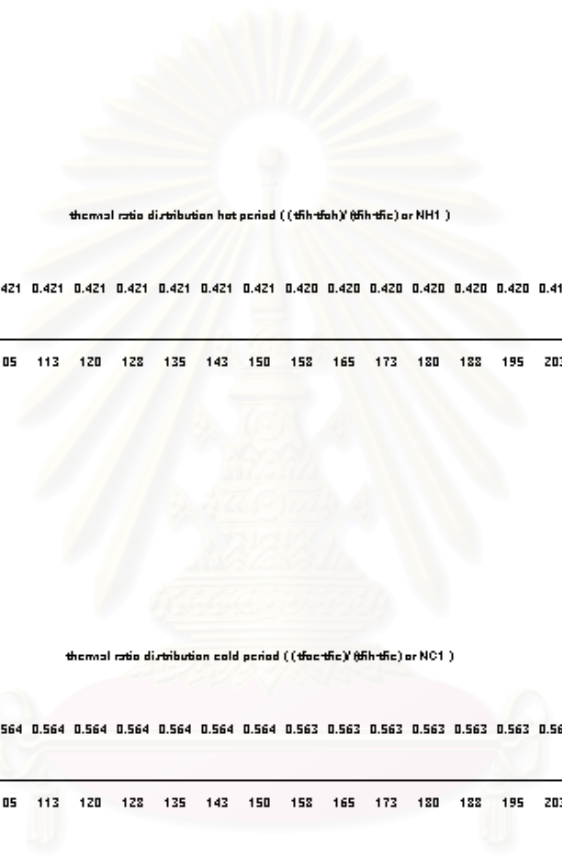 thermal ratio distribution hot period ( ( tfih-tfoh)/ (tfih-tfic) or NH1 )
421 0.421 0.421 0.421 0.421 0.421 0.421 0.420 0.420 0.420 0.420 0.420 0.420 0.41
05 113 120 128 135 143 150 158 165 173 180 188 195 203
thermal ratio distribution cold period ( ( tfoc-tfic)/ (tfih-tfic) or NC1 )
564 0.564 0.564 0.564 0.564 0.564 0.564 0.563 0.563 0.563 0.563 0.563 0.563 0.56
05 113 120 128 135 143 150 158 165 173 180 188 195 203